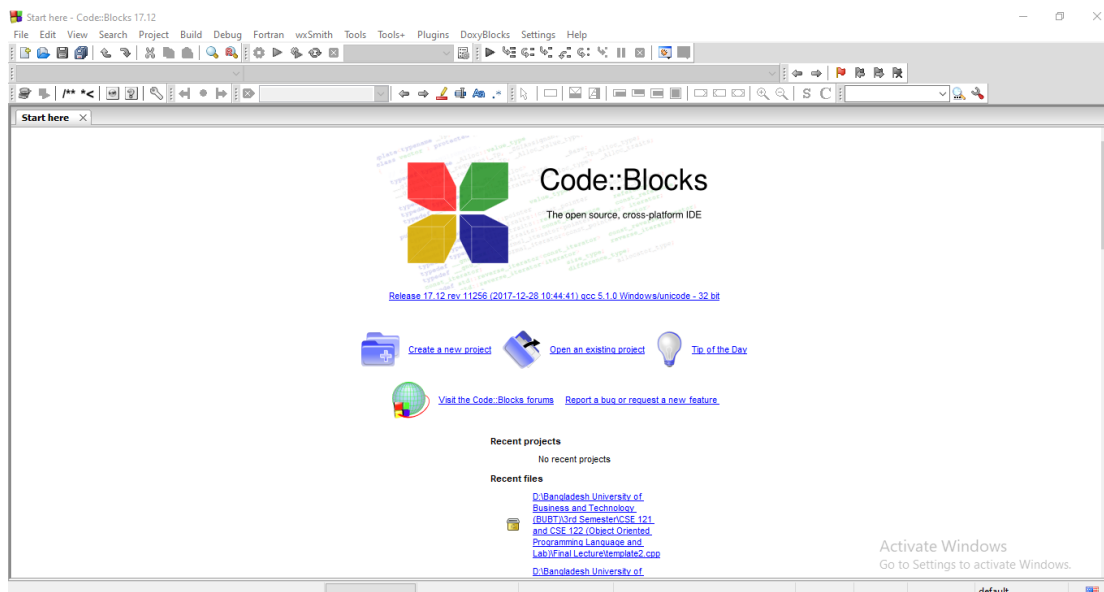 Start here - Code::Blocks 17.12
File Edit View Search Project Build Debug Fortran wxSmith Tools Tools+ Plugins DoxyBlocks Settings Help
/** *<
S C
Start here
Code::Blocks
The open source, cross-platform IDE
Release 17.12 rev 11256 (2017-12-28 10:44:41) gcc 5.1.0 Windows/unicode - 32 bit
Create a new project Open an existing project Tip of the Day
Visit the Code::Blocks forums Report a bug or request a new feature
Recent projects
No recent projects
Recent files
D:\Bangladesh University of
Business and Technology
(BUBT)\3rd Semester\CSE 121
and CSE 122 (Object Oriented
Programming Language and
Lab)\Final Lecture\template2.cpp
D:\Bangladesh University of
Activate Windows
Go to Settings to activate Windows.
default